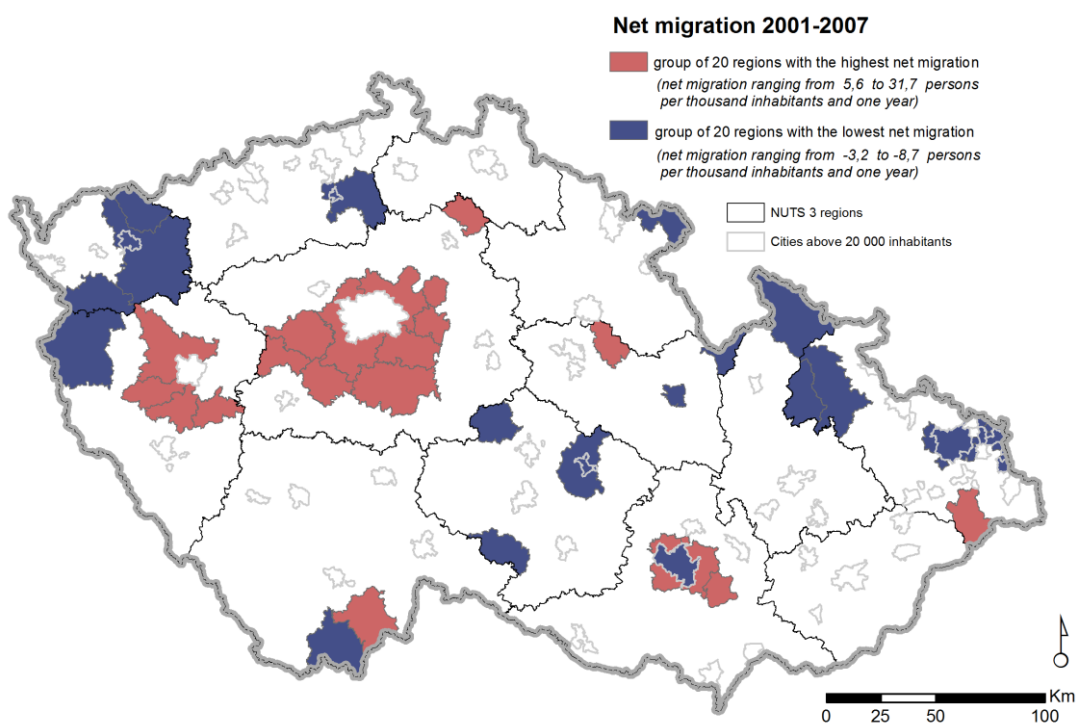 Net migration 2001-2007
group of 20 regions with the highest net migration
(net migration ranging from 5,6 to 31,7 persons
per thousand inhabitants and one year)
group of 20 regions with the lowest net migration
(net migration ranging from -3,2 to -8,7 persons
per thousand inhabitants and one year)
NUTS 3 regions
Cities above 20 000 inhabitants
Km
0 25 50 100